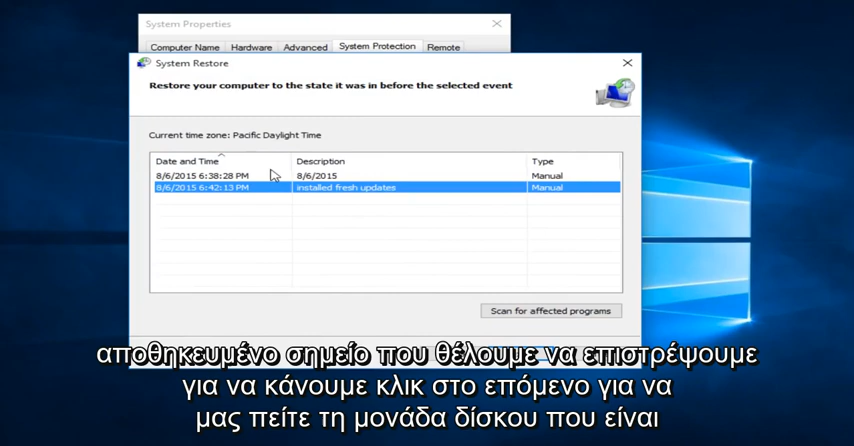 System Properties
Computer Name Hardware Advanced System Protection Remote
System Restore
Restore your computer to the state it was in before the selected event
Current time zone: Pacific Daylight Time
Date and Time Description Type
8/6/2015 6:38:28 PM 8/6/2015 Manual
8/6/2015 6:42:13 PM installed fresh updates Manual
Scan for affected programs
αποθηκευμένο σημείο που θέλουμε να επιστρέψουμε
για να κάνουμε κλικ στο επόμενο για να
μας πείτε τη μονάδα δίσκου που είναι